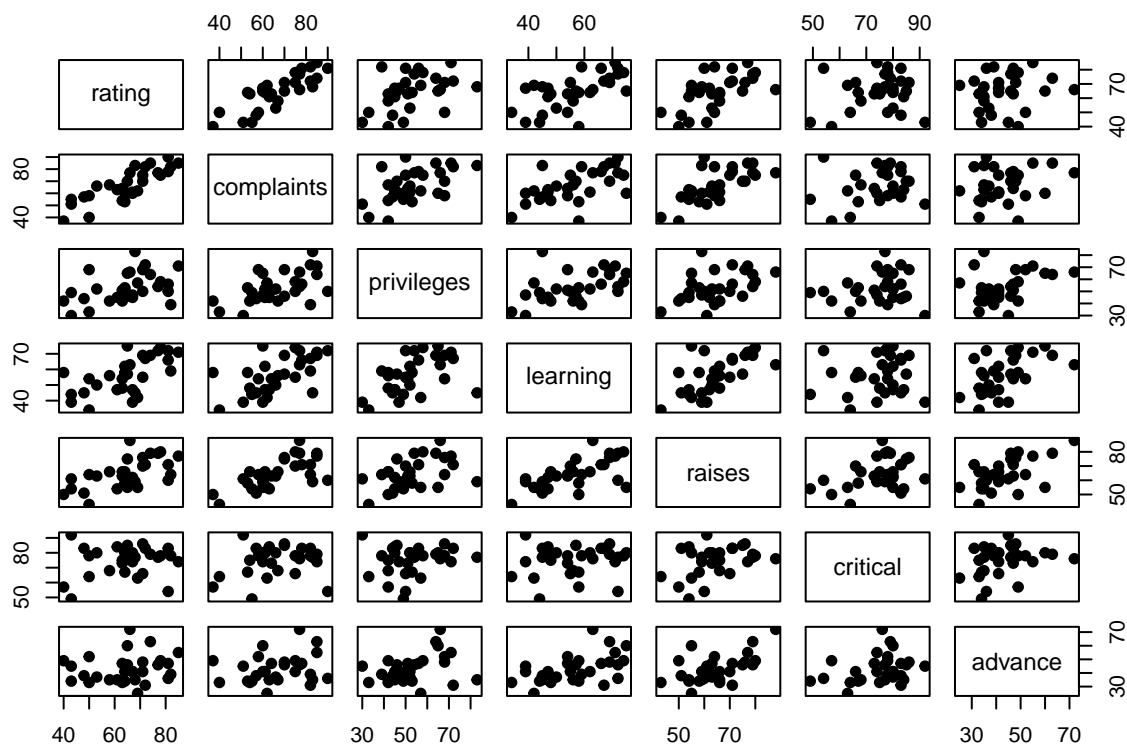 40 60 80
40 60
50 70 90
rating
40 70
40 80
complaints
privileges
30 70
40 70
learning
raises
50 80
50 80
critical
advance
30 70
40 60 80
30 50 70
50 70
30 50 70